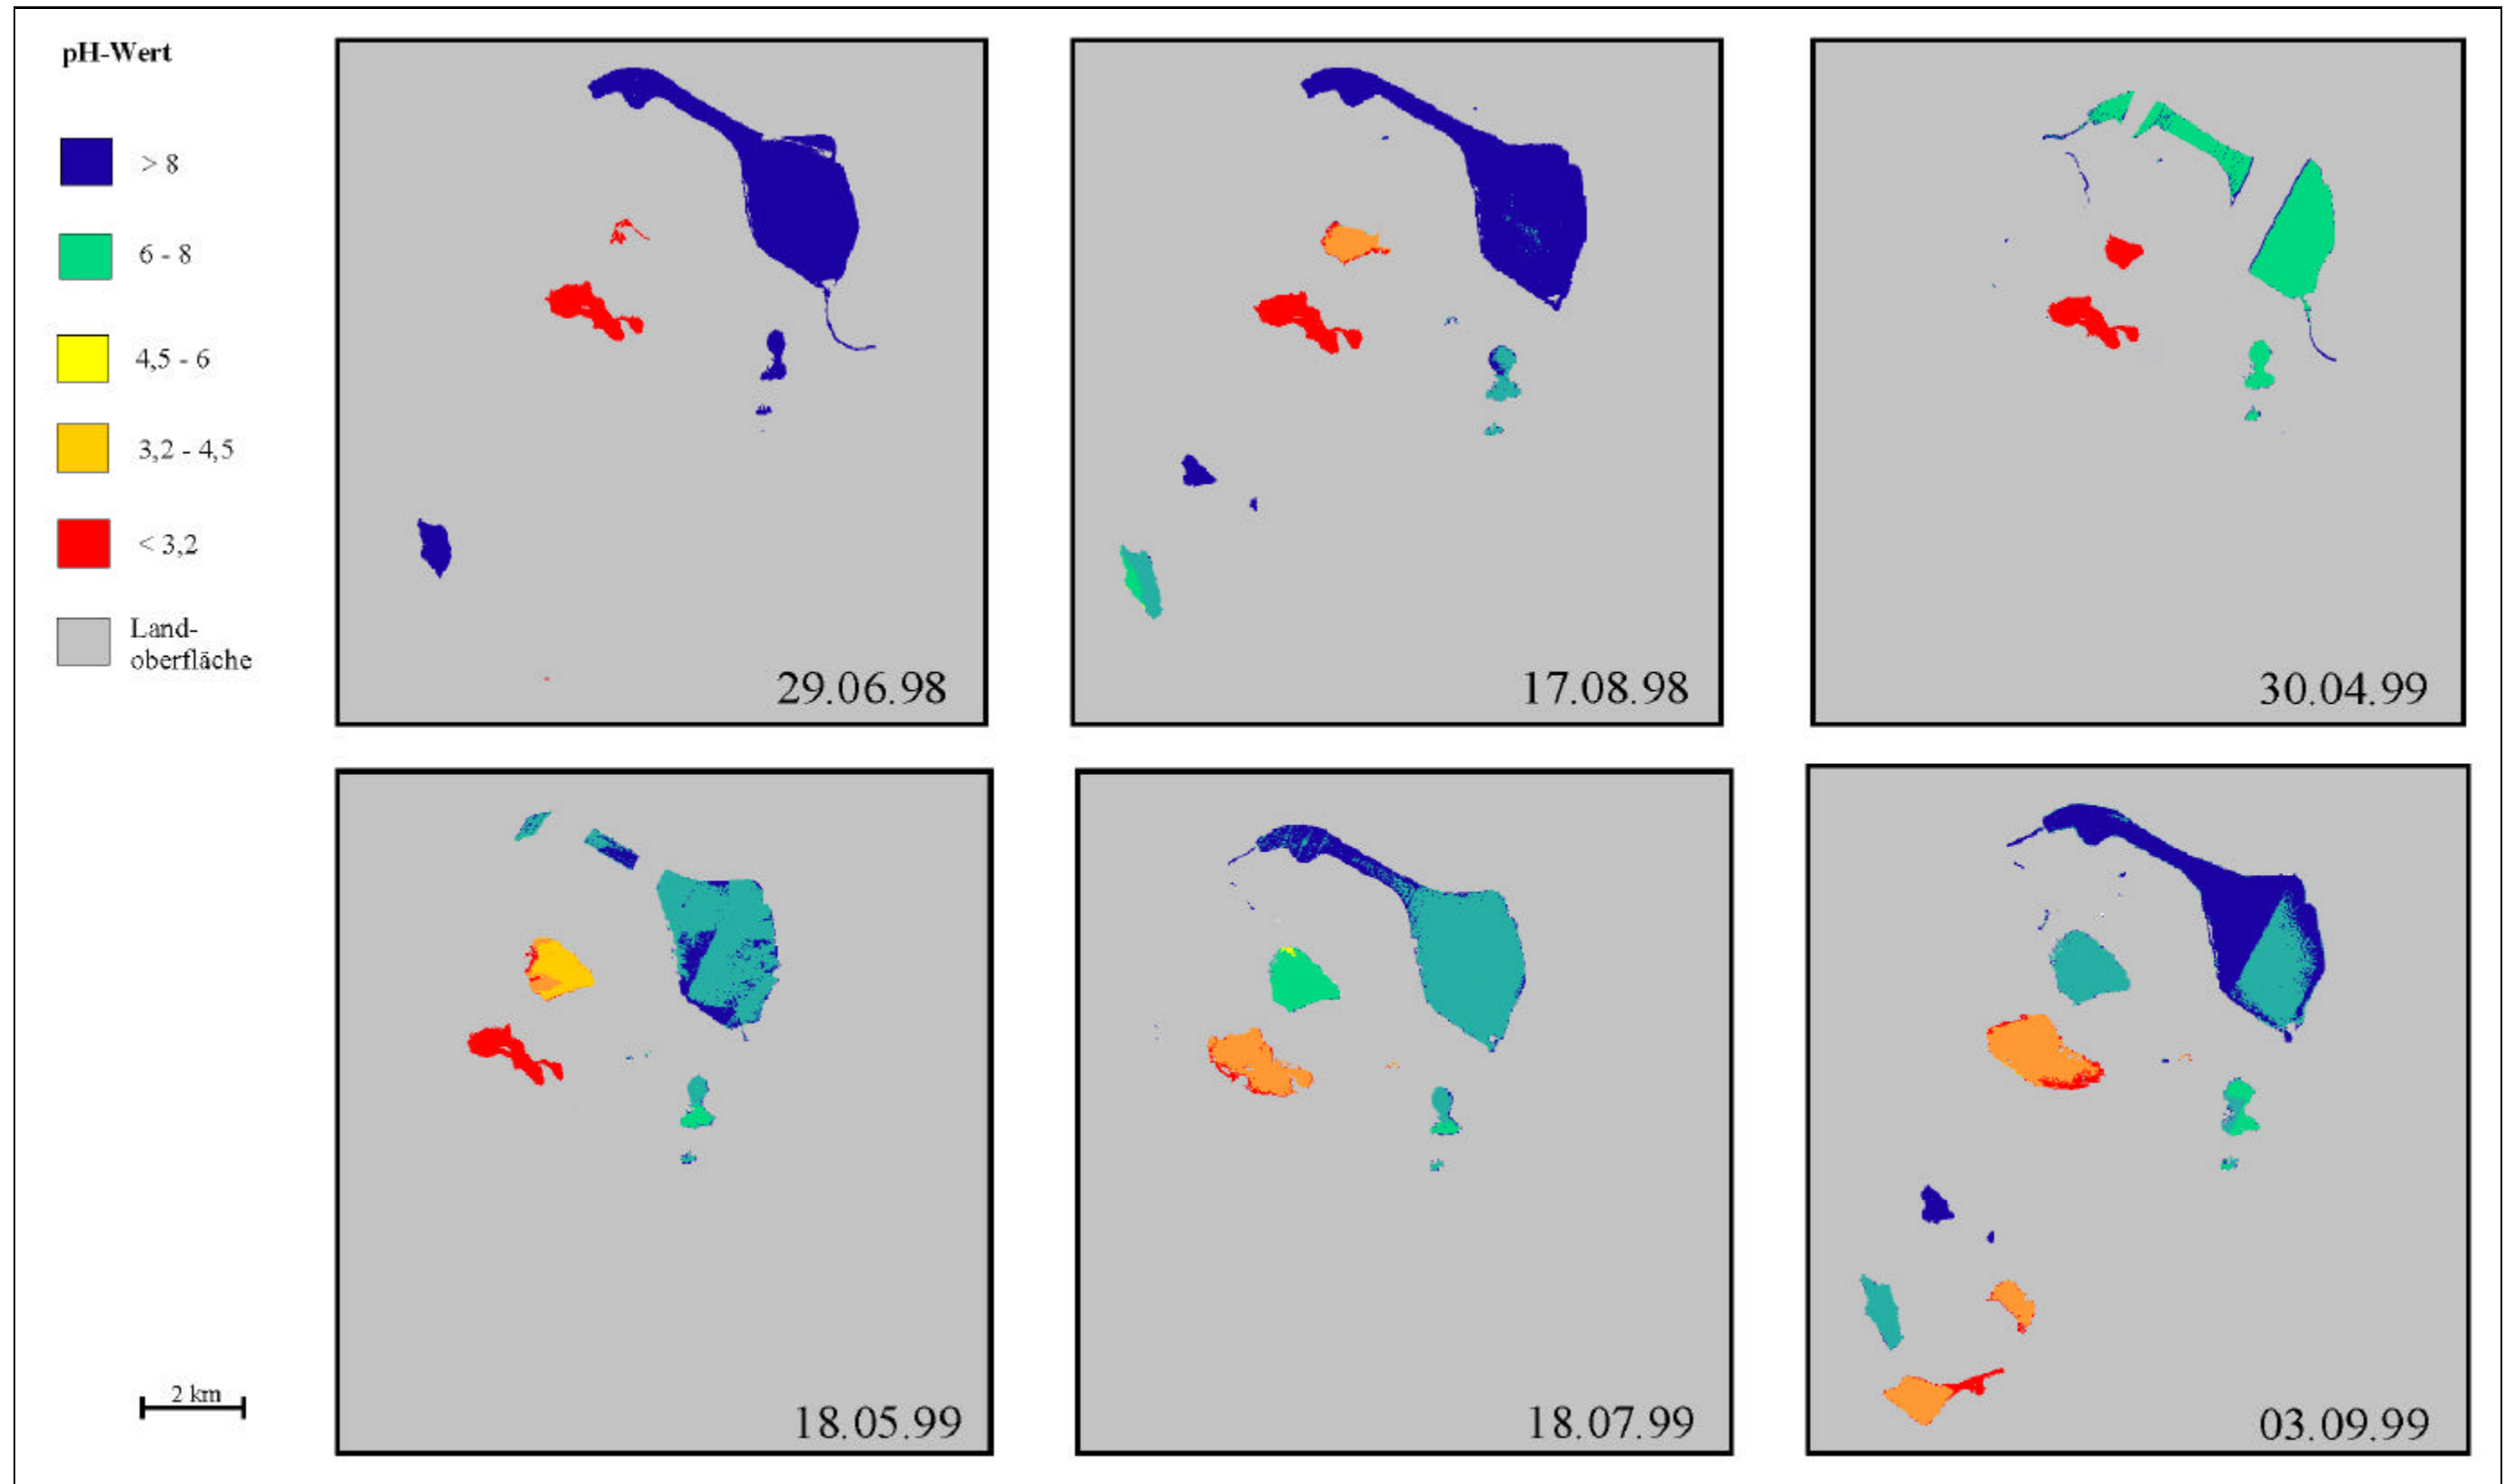 pH-Wert
> 8
6 - 8
4,5 - 6
3,2 - 4,5
< 3,2
Land-
oberfläche
29.06.98
17.08.98
30.04.99
2 km
18.05.99
18.07.99
03.09.99